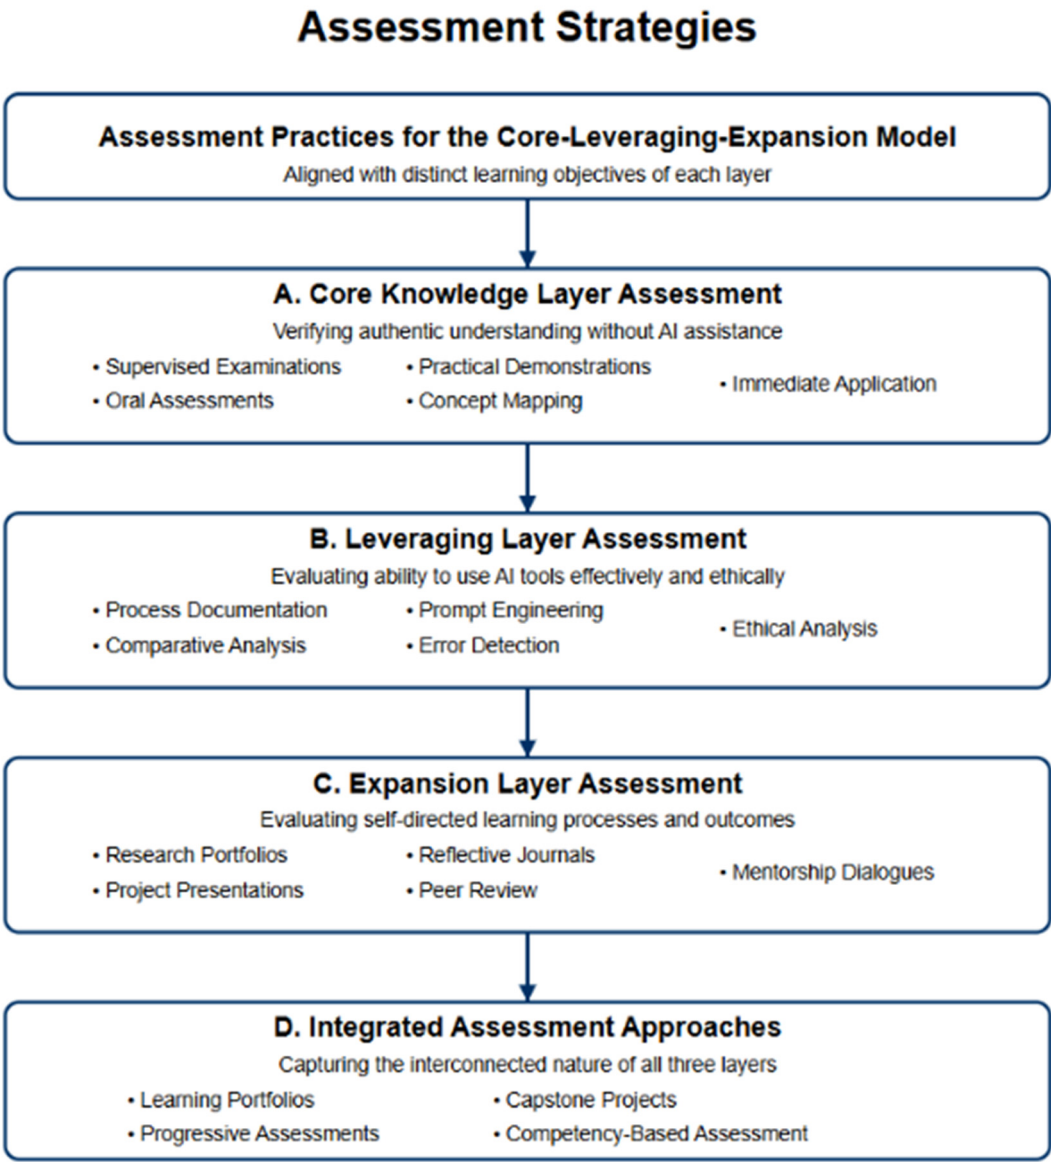 Assessment Strategies
Assessment Practices for the Core-Leveraging-Expansion Model
Aligned with distinct learning objectives of each layer
A. Core Knowledge Layer Assessment
Verifying authentic understanding without AI assistance
• Supervised Examinations
• Oral Assessments
• Practical Demonstrations
• Concept Mapping
• Immediate Application
B. Leveraging Layer Assessment
Evaluating ability to use AI tools effectively and ethically
• Process Documentation
• Comparative Analysis
• Prompt Engineering
• Error Detection
• Ethical Analysis
C. Expansion Layer Assessment
Evaluating self-directed learning processes and outcomes
• Research Portfolios
• Project Presentations
• Reflective Journals
• Peer Review
• Mentorship Dialogues
D. Integrated Assessment Approaches
Capturing the interconnected nature of all three layers
• Learning Portfolios
• Progressive Assessments
• Capstone Projects
• Competency-Based Assessment